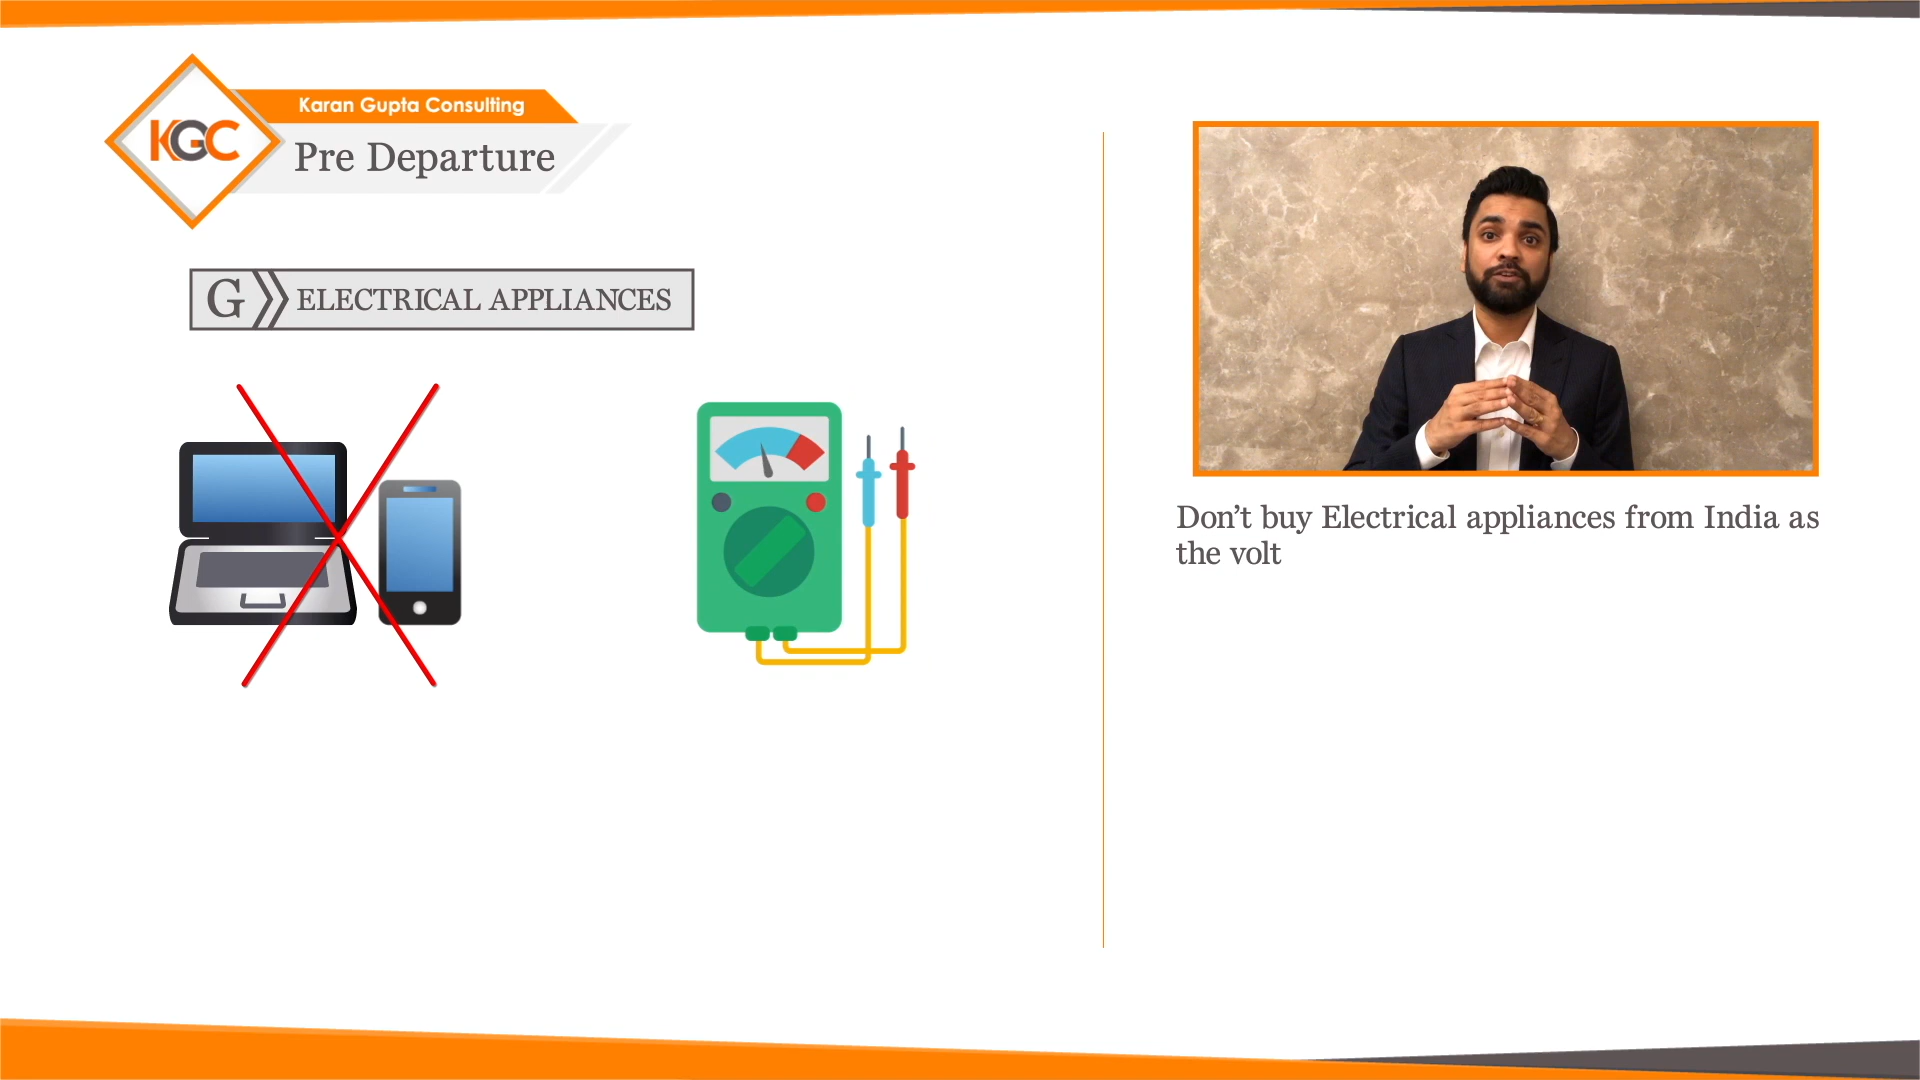 Karan Gupta Consulting
KGC
Pre Departure
G ELECTRICAL APPLIANCES
Don’t buy Electrical appliances from India as
the volt